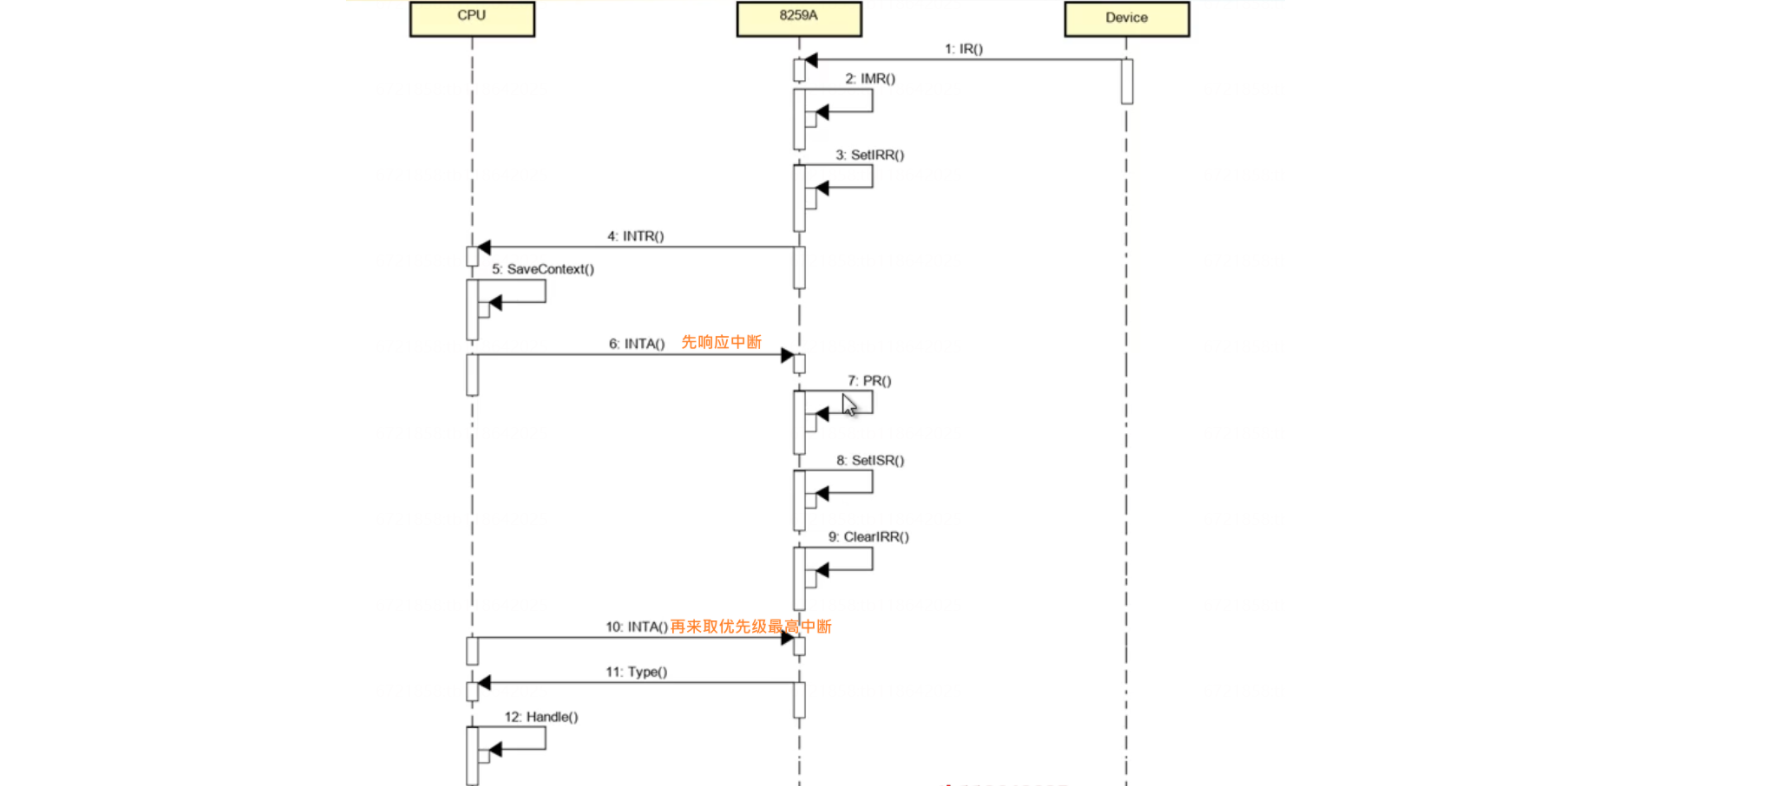 CPU
8259A
Device
1: IR()
2: IMR()
3: SetIRR()
4: INTR()
5: SaveContext()
6: INTA() 先响应中断
7: PR()
8: SetISR()
9: ClearIRR()
10: INTA() 再来取优先级最高中断
11: Type()
12: Handle()